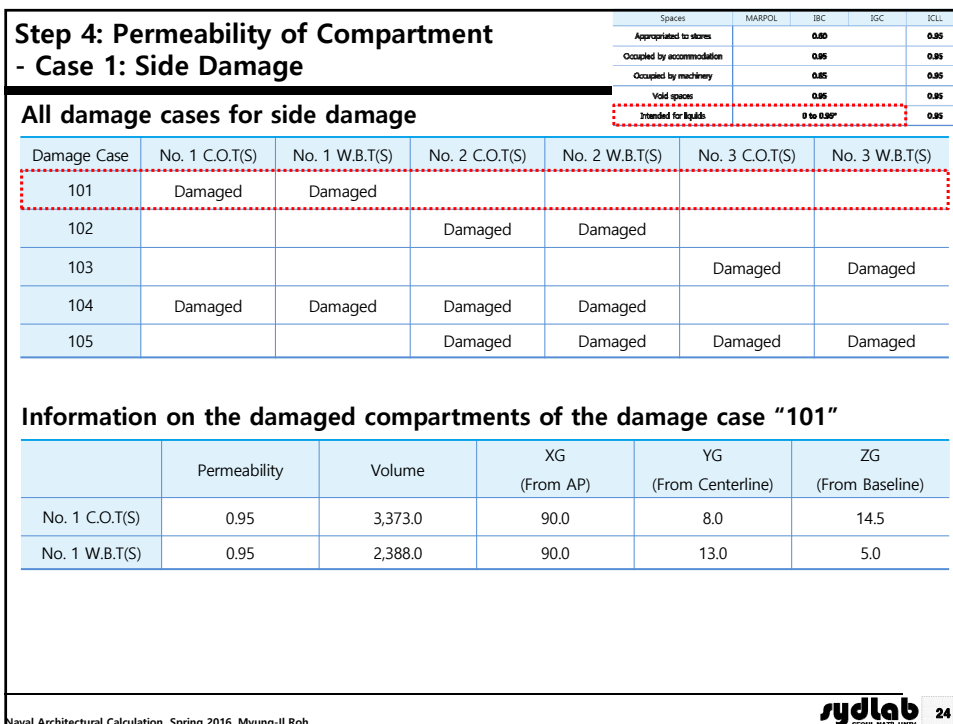 Step 4: Permeability of Compartment
- Case 1: Side Damage
Spaces MARPOL IBC IGC ICLL
Appropriated to stores 0.60 0.95
Occupied by accommodation 0.95 0.95
Occupied by machinery 0.85 0.95
Void spaces 0.95 0.95
Intended for liquids 0 to 0.95* 0.95
All damage cases for side damage
Damage Case No. 1 C.O.T(S) No. 1 W.B.T(S) No. 2 C.O.T(S) No. 2 W.B.T(S) No. 3 C.O.T(S) No. 3 W.B.T(S)
101 Damaged Damaged
102 Damaged Damaged
103 Damaged Damaged
104 Damaged Damaged Damaged Damaged
105 Damaged Damaged Damaged Damaged
Information on the damaged compartments of the damage case “101”
Permeability Volume XG (From AP) YG (From Centerline) ZG (From Baseline)
No. 1 C.O.T(S) 0.95 3,373.0 90.0 8.0 14.5
No. 1 W.B.T(S) 0.95 2,388.0 90.0 13.0 5.0
Naval Architectural Calculation, Spring 2016, Myung-Il Roh
sydlab 24